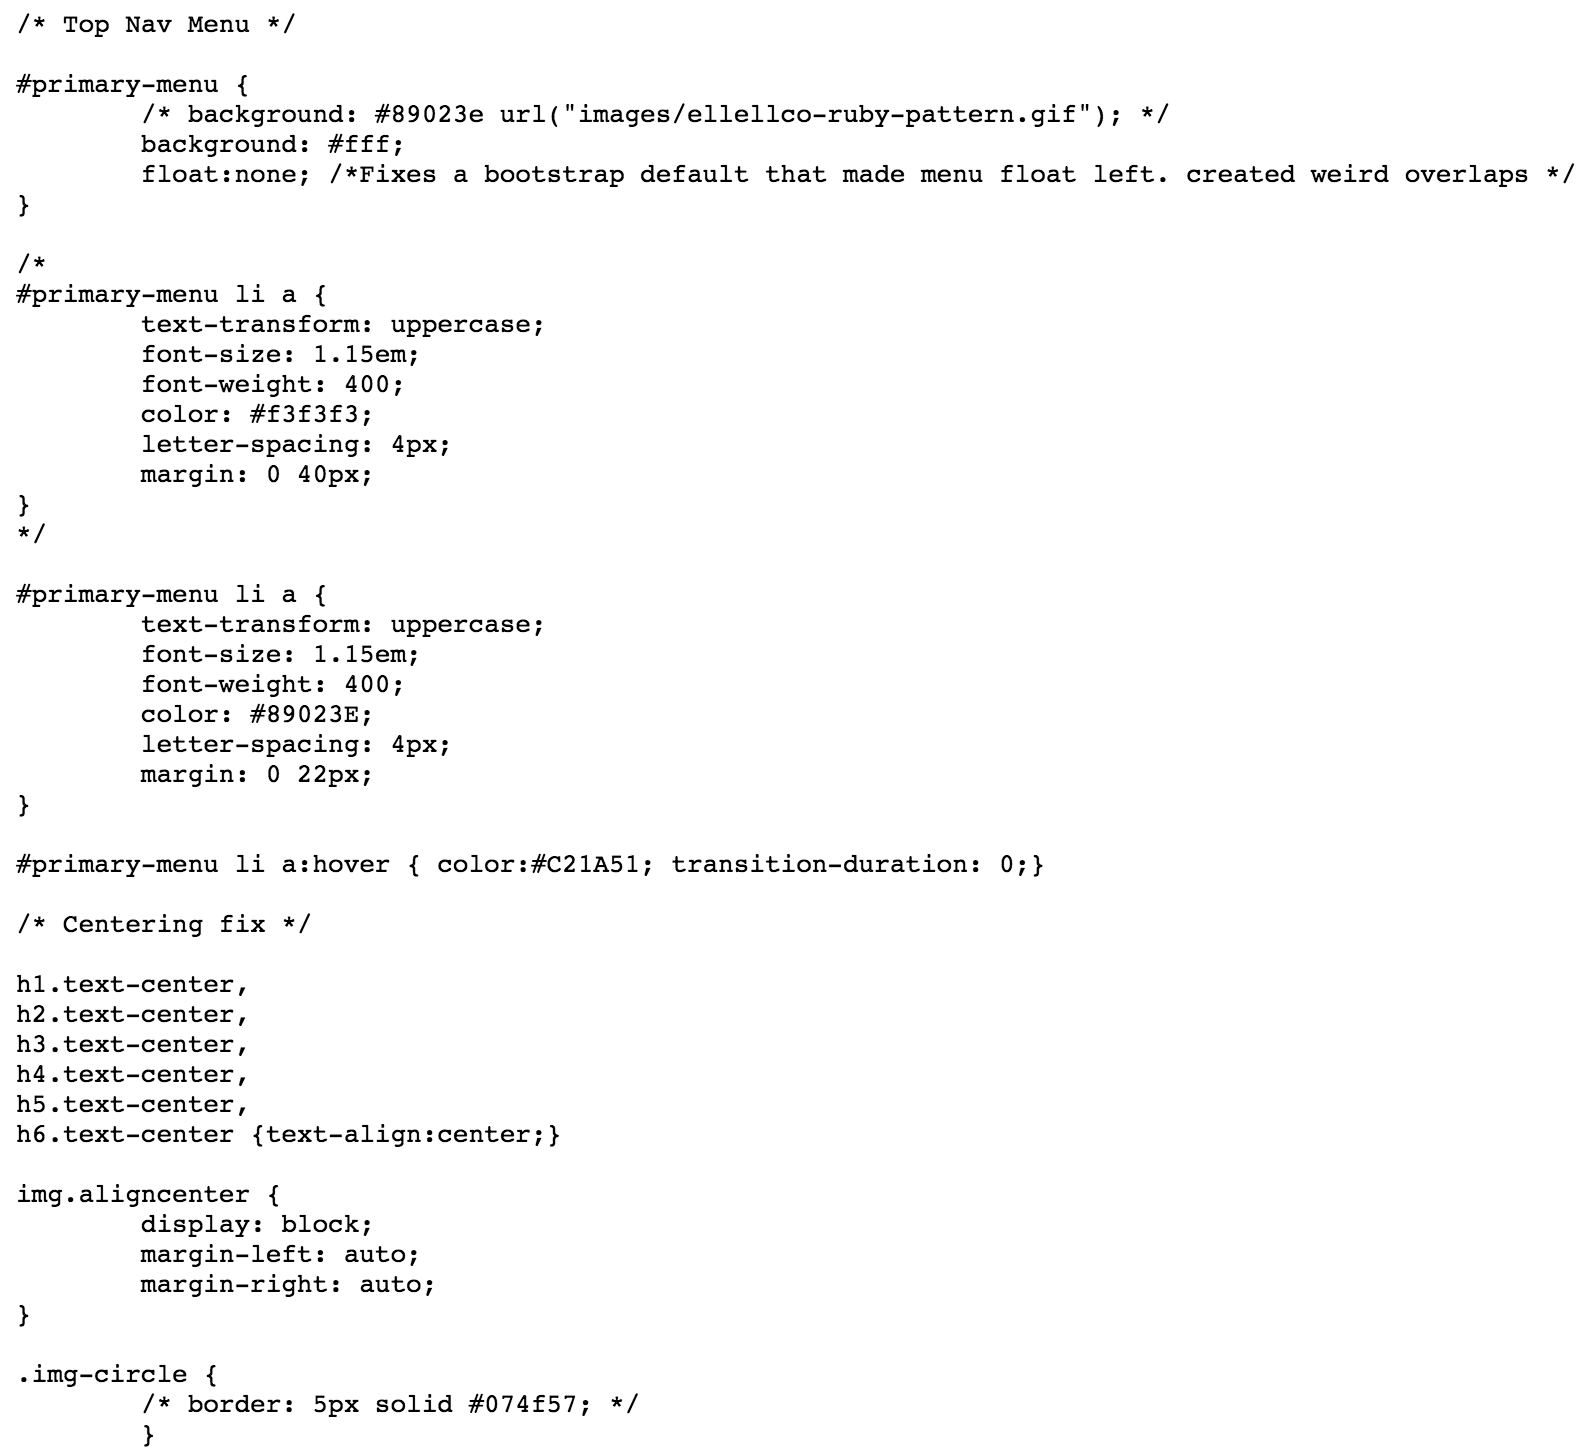 /* Top Nav Menu */

#primary-menu {
        /* background: #89023e url("images/ellellco-ruby-pattern.gif"); */
        background: #fff;
        float:none; /*Fixes a bootstrap default that made menu float left. created weird overlaps */
}

/*
#primary-menu li a {
        text-transform: uppercase;
        font-size: 1.15em;
        font-weight: 400;
        color: #f3f3f3;
        letter-spacing: 4px;
        margin: 0 40px;
}
*/

#primary-menu li a {
        text-transform: uppercase;
        font-size: 1.15em;
        font-weight: 400;
        color: #89023E;
        letter-spacing: 4px;
        margin: 0 22px;
}

#primary-menu li a:hover { color:#C21A51; transition-duration: 0;}

/* Centering fix */

h1.text-center,
h2.text-center,
h3.text-center,
h4.text-center,
h5.text-center,
h6.text-center {text-align:center;}

img.aligncenter {
        display: block;
        margin-left: auto;
        margin-right: auto;
}

.img-circle {
        /* border: 5px solid #074f57; */
        }